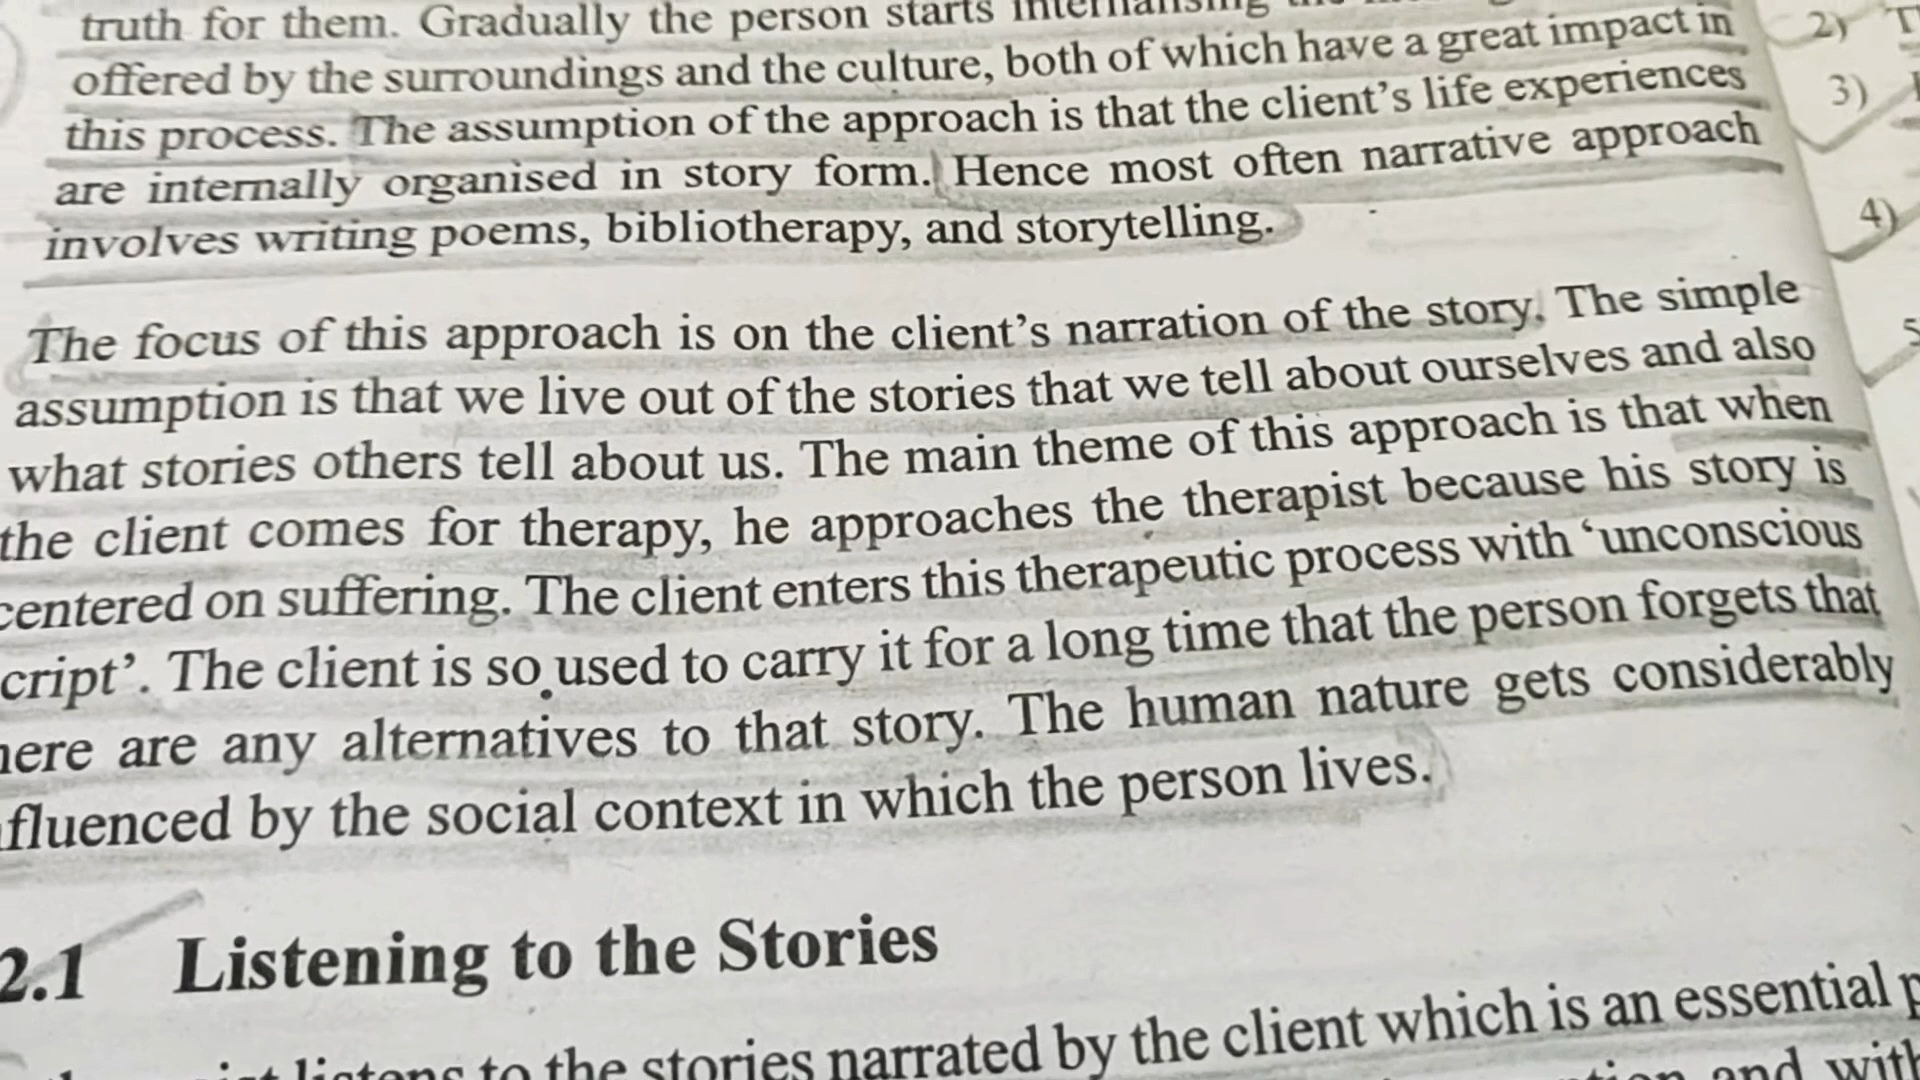 truth for them. Gradually the person starts internalising
offered by the surroundings and the culture, both of which have a great impact in
this process. The assumption of the approach is that the client's life experiences
are internally organised in story form. Hence most often narrative approach
involves writing poems, bibliotherapy, and storytelling.
The focus of this approach is on the client's narration of the story. The simple
assumption is that we live out of the stories that we tell about ourselves and also
what stories others tell about us. The main theme of this approach is that when
the client comes for therapy, he approaches the therapist because his story is
centered on suffering. The client enters this therapeutic process with ‘unconscious
cript’. The client is so used to carry it for a long time that the person forgets that
here are any alternatives to that story. The human nature gets considerably
fluenced by the social context in which the person lives.
2.1 Listening to the Stories
listens to the stories narrated by the client which is an essential
and with
2)
3)
4)
5